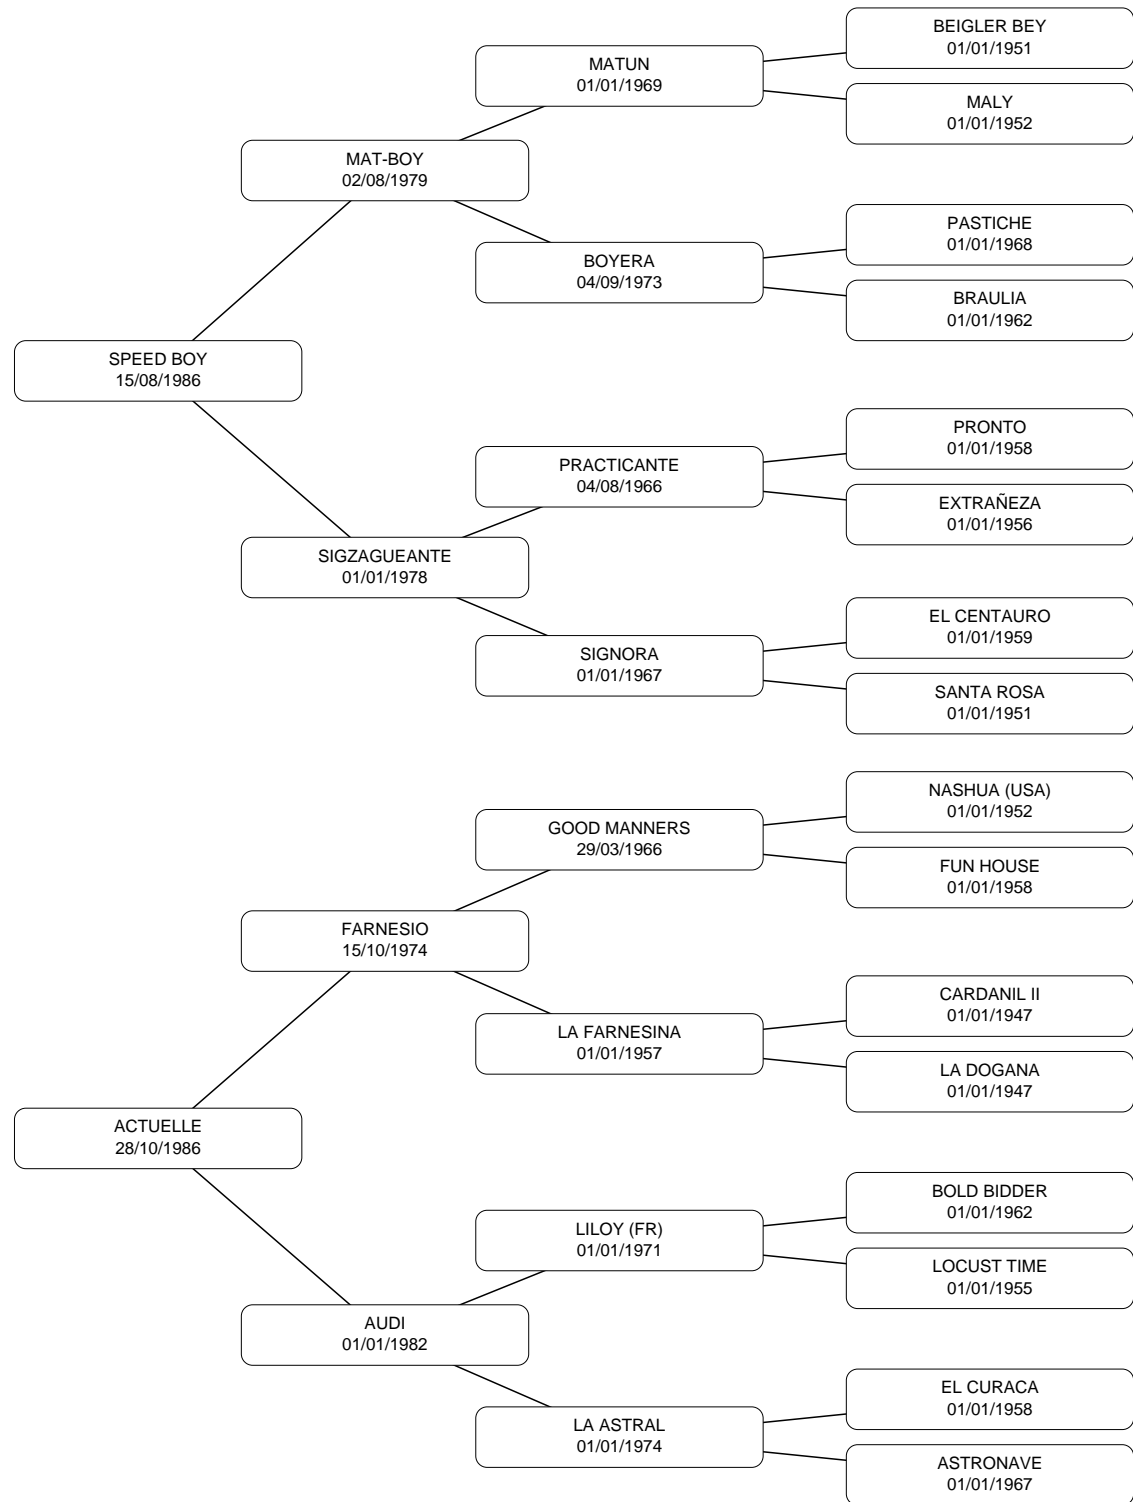 BEIGLER BEY
01/01/1951
MATUN
01/01/1969
MALY
01/01/1952
MAT-BOY
02/08/1979
PASTICHE
01/01/1968
BOYERA
04/09/1973
BRAULIA
01/01/1962
SPEED BOY
15/08/1986
PRONTO
01/01/1958
PRACTICANTE
04/08/1966
EXTRAÑEZA
01/01/1956
SIGZAGUEANTE
01/01/1978
EL CENTAURO
01/01/1959
SIGNORA
01/01/1967
SANTA ROSA
01/01/1951
NASHUA (USA)
01/01/1952
GOOD MANNERS
29/03/1966
FUN HOUSE
01/01/1958
FARNESIO
15/10/1974
CARDANIL II
01/01/1947
LA FARNESINA
01/01/1957
LA DOGANA
01/01/1947
ACTUELLE
28/10/1986
BOLD BIDDER
01/01/1962
LILOY (FR)
01/01/1971
LOCUST TIME
01/01/1955
AUDI
01/01/1982
EL CURACA
01/01/1958
LA ASTRAL
01/01/1974
ASTRONAVE
01/01/1967